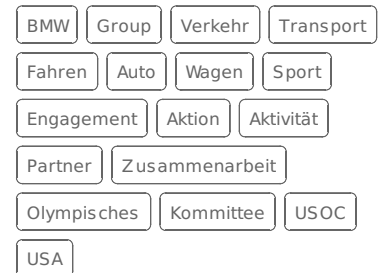 BMW Group Verkehr Transport
Fahren Auto Wagen Sport
Engagement Aktion Aktivität
Partner Zusammenarbeit
Olympisches Kommittee USOC
USA